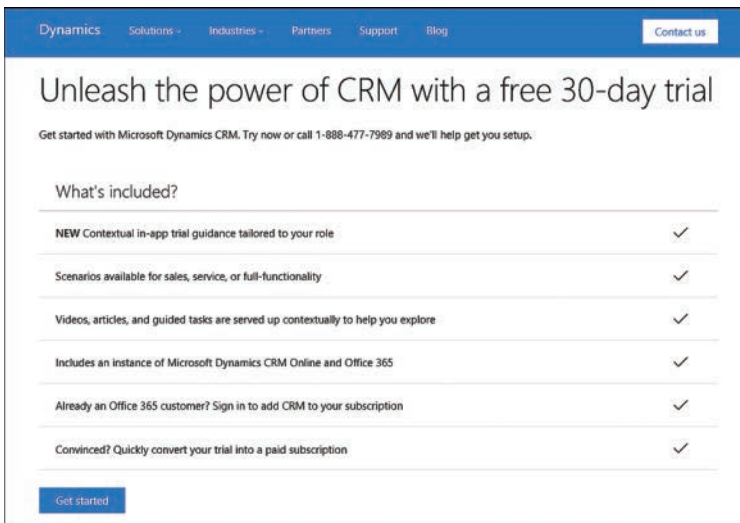 Dynamics Solutions Industries Partners Support Blog Contact us
Unleash the power of CRM with a free 30-day trial
Get started with Microsoft Dynamics CRM. Try now or call 1-888-477-7989 and we'll help get you setup.
What's included?
NEW Contextual in-app trial guidance tailored to your role
Scenarios available for sales, service, or full-functionality
Videos, articles, and guided tasks are served up contextually to help you explore
Includes an instance of Microsoft Dynamics CRM Online and Office 365
Already an Office 365 customer? Sign in to add CRM to your subscription
Convinced? Quickly convert your trial into a paid subscription
Get started